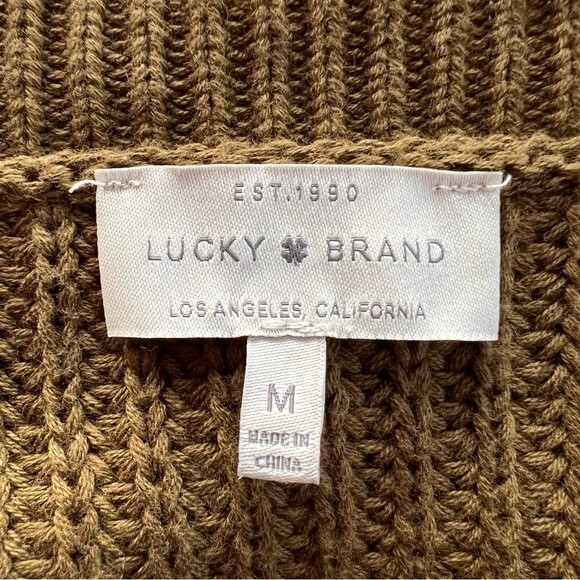 EST.1990
LUCKY BRAND
LOS ANGELES, CALIFORNIA
M
MADE IN
CHINA